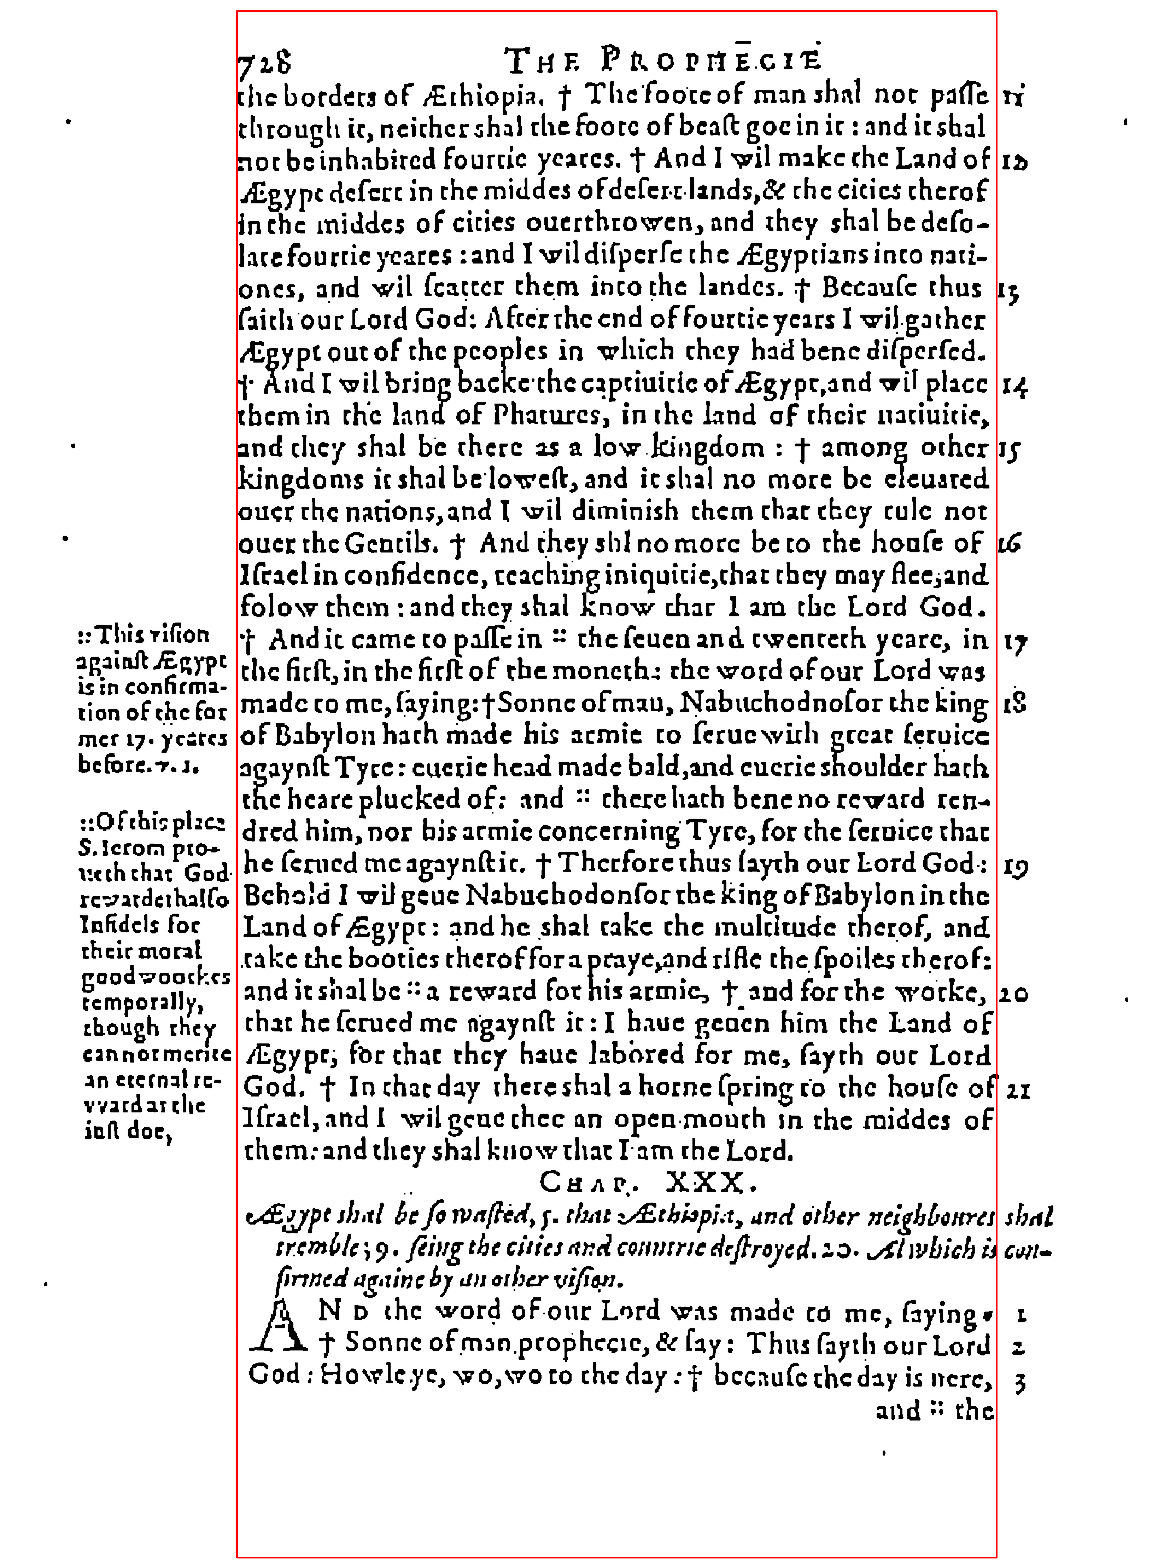 728 THE PROPHECIE
the borders of Æthiopia. † The foote of man shal not paſſe 11
through it, neither shal the foote of beaſt goe in it : and it shal
not be inhabited fourtie yeares. † And I wil make the Land of 12
Ægypt deſert in the middes of deſert lands, & the cities therof
in the middes of cities ouerthrowen, and they shal be deſo-
late fourtie yeares : and I wil diſperſe the Ægyptians into nati-
ones, and wil ſcatter them into the landes. † Becauſe thus 13
ſaith our Lord God: After the end of fourtie years I wil gather
Ægypt out of the peoples in which they had bene diſperſed.
† And I wil bring backe the captiuitie of Ægypt, and wil place 14
them in the land of Phatures, in the land of their natiuitie,
and they shal be there as a low kingdom : † among other 15
kingdoms it shal be loweſt, and it shal no more be eleuated
ouer the nations, and I wil diminish them that they rule not
ouer the Gentils. † And they shl no more be to the houſe of 16
Iſrael in confidence, teaching iniquitie, that they may flee, and
folow them : and they shal know that I am the Lord God.
† And it came to paſſe in :: the ſeuen and twenteth yeare, in 17
the firſt, in the firſt of the moneth: the word of our Lord was
made to me, ſaying: † Sonne of man, Nabuchodnoſor the king 18
of Babylon hath made his armie to ſerue with great ſeruice
agaynſt Tyre: euerie head made bald, and euerie shoulder hath
the heare plucked of: and :: there hath bene no reward ren-
dred him, nor his armie concerning Tyre, for the ſeruice that
he ſerued me agaynſt it. † Therfore thus ſayth our Lord God: 19
Behold I wil geue Nabuchodonſor the king of Babylon in the
Land of Ægypt: and he shal take the multitude therof, and
take the booties therof for a praye, and rifle the ſpoiles therof:
and it shal be :: a reward for his armie, † and for the worke, 20
that he ſerued me agaynſt it: I haue geuen him the Land of
Ægypt, for that they haue labored for me, ſayth our Lord
God. † In that day there shal a horne ſpring to the houſe of 21
Iſrael, and I wil geue thee an open mouth in the middes of
them: and they shal know that I am the Lord.
::This viſion
againſt Ægypt
is in confirma-
tion of the for
mer 17. yeares
before. v. 1.
::Of this place
S. Ierom pro-
ueth that God
rewardeth alſo
Infidels for
their moral
good woorkes
temporally,
though they
can not merite
an eternal re-
vvard as the
iuſt doe,
CHAP. XXX.
Ægypt shal be ſo waſted, 5. that Æthiopia, and other neighboures shal
tremble; 9. ſeing the cities and countrie deſtroyed. 20. Al which is con-
firmed againe by an other viſion.
AND the word of our Lord was made to me, ſaying. 1
† Sonne of man prophecie, & ſay: Thus ſayth our Lord 2
God: Howle ye, wo, wo to the day: † becauſe the day is nere, 3
and :: the